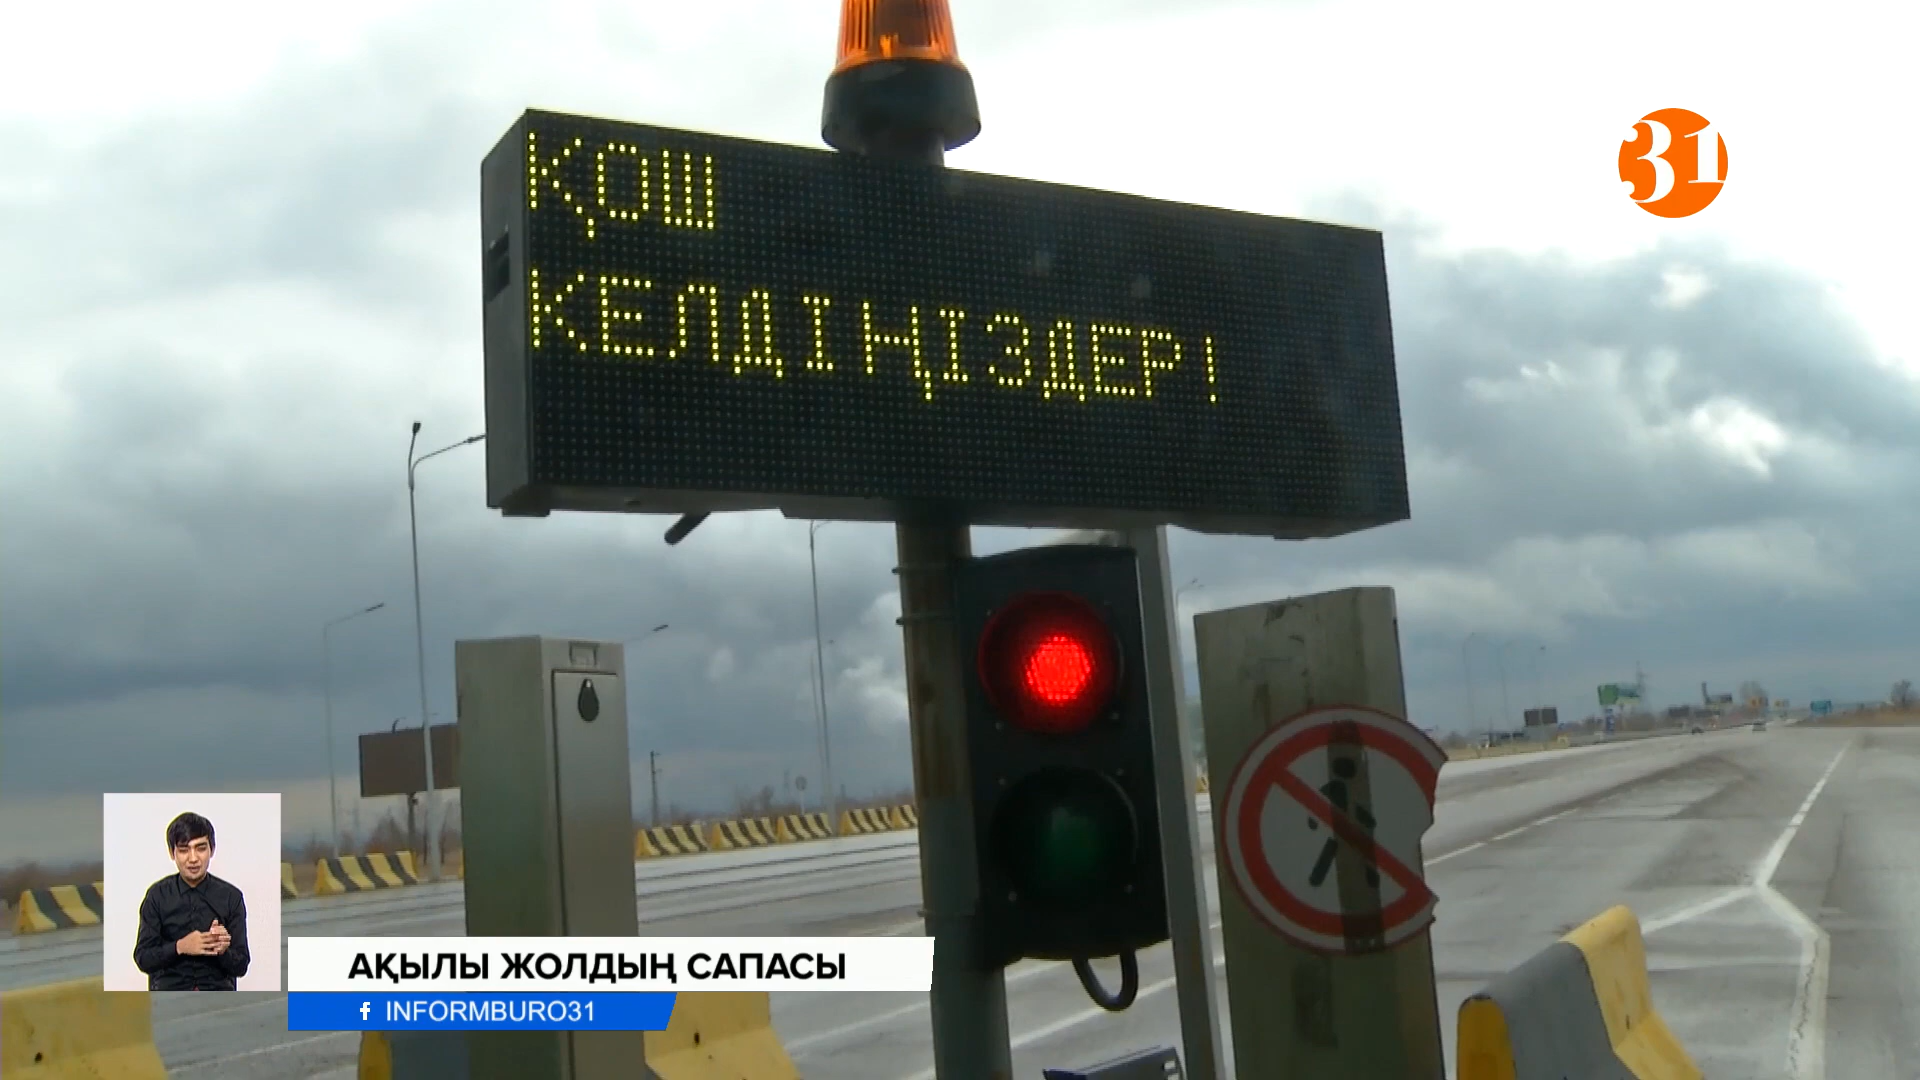 ҚОШ
КЕЛДІҢІЗДЕР!
31
АҚЫЛЫ ЖОЛДЫҢ САПАСЫ
f INFORMBURO31